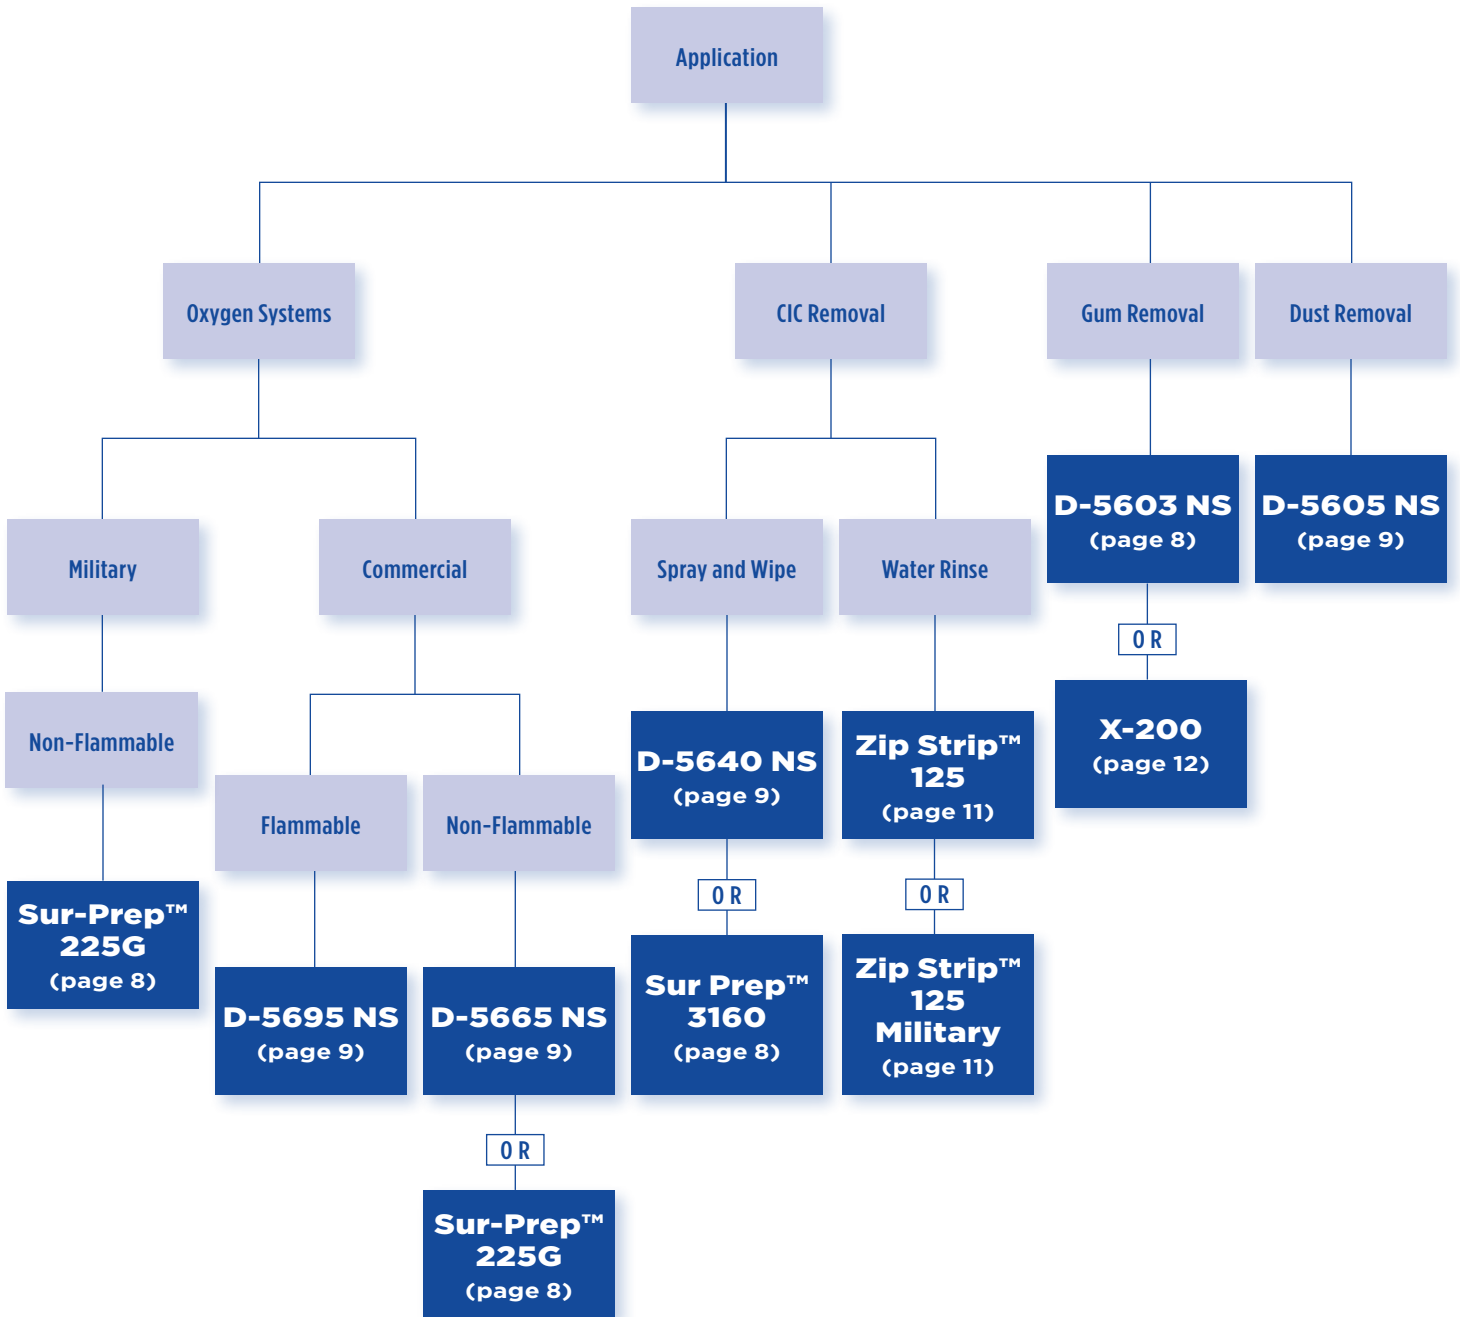 Application
Oxygen Systems
CIC Removal
Gum Removal
Dust Removal
Military
Commercial
Spray and Wipe
Water Rinse
D-5603 NS
(page 8)
D-5605 NS
(page 9)
OR
X-200
(page 12)
Non-Flammable
Flammable
Non-Flammable
D-5640 NS
(page 9)
Zip Strip™
125
(page 11)
OR
OR
Sur-Prep™
225G
(page 8)
D-5695 NS
(page 9)
D-5665 NS
(page 9)
Sur Prep™
3160
(page 8)
Zip Strip™
125
Military
(page 11)
OR
Sur-Prep™
225G
(page 8)